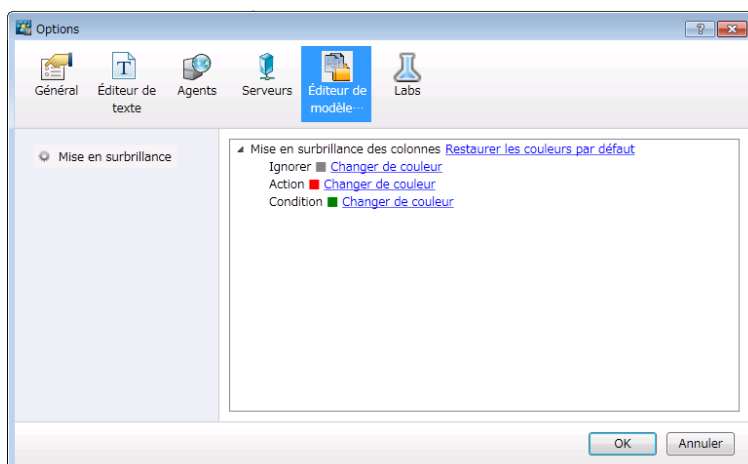 Options
Général
Éditeur de texte
Agents
Serveurs
Éditeur de modèle...
Labs
Mise en surbrillance
Mise en surbrillance des colonnes Restaurer les couleurs par défaut
Ignorer Changer de couleur
Action Changer de couleur
Condition Changer de couleur
OK
Annuler